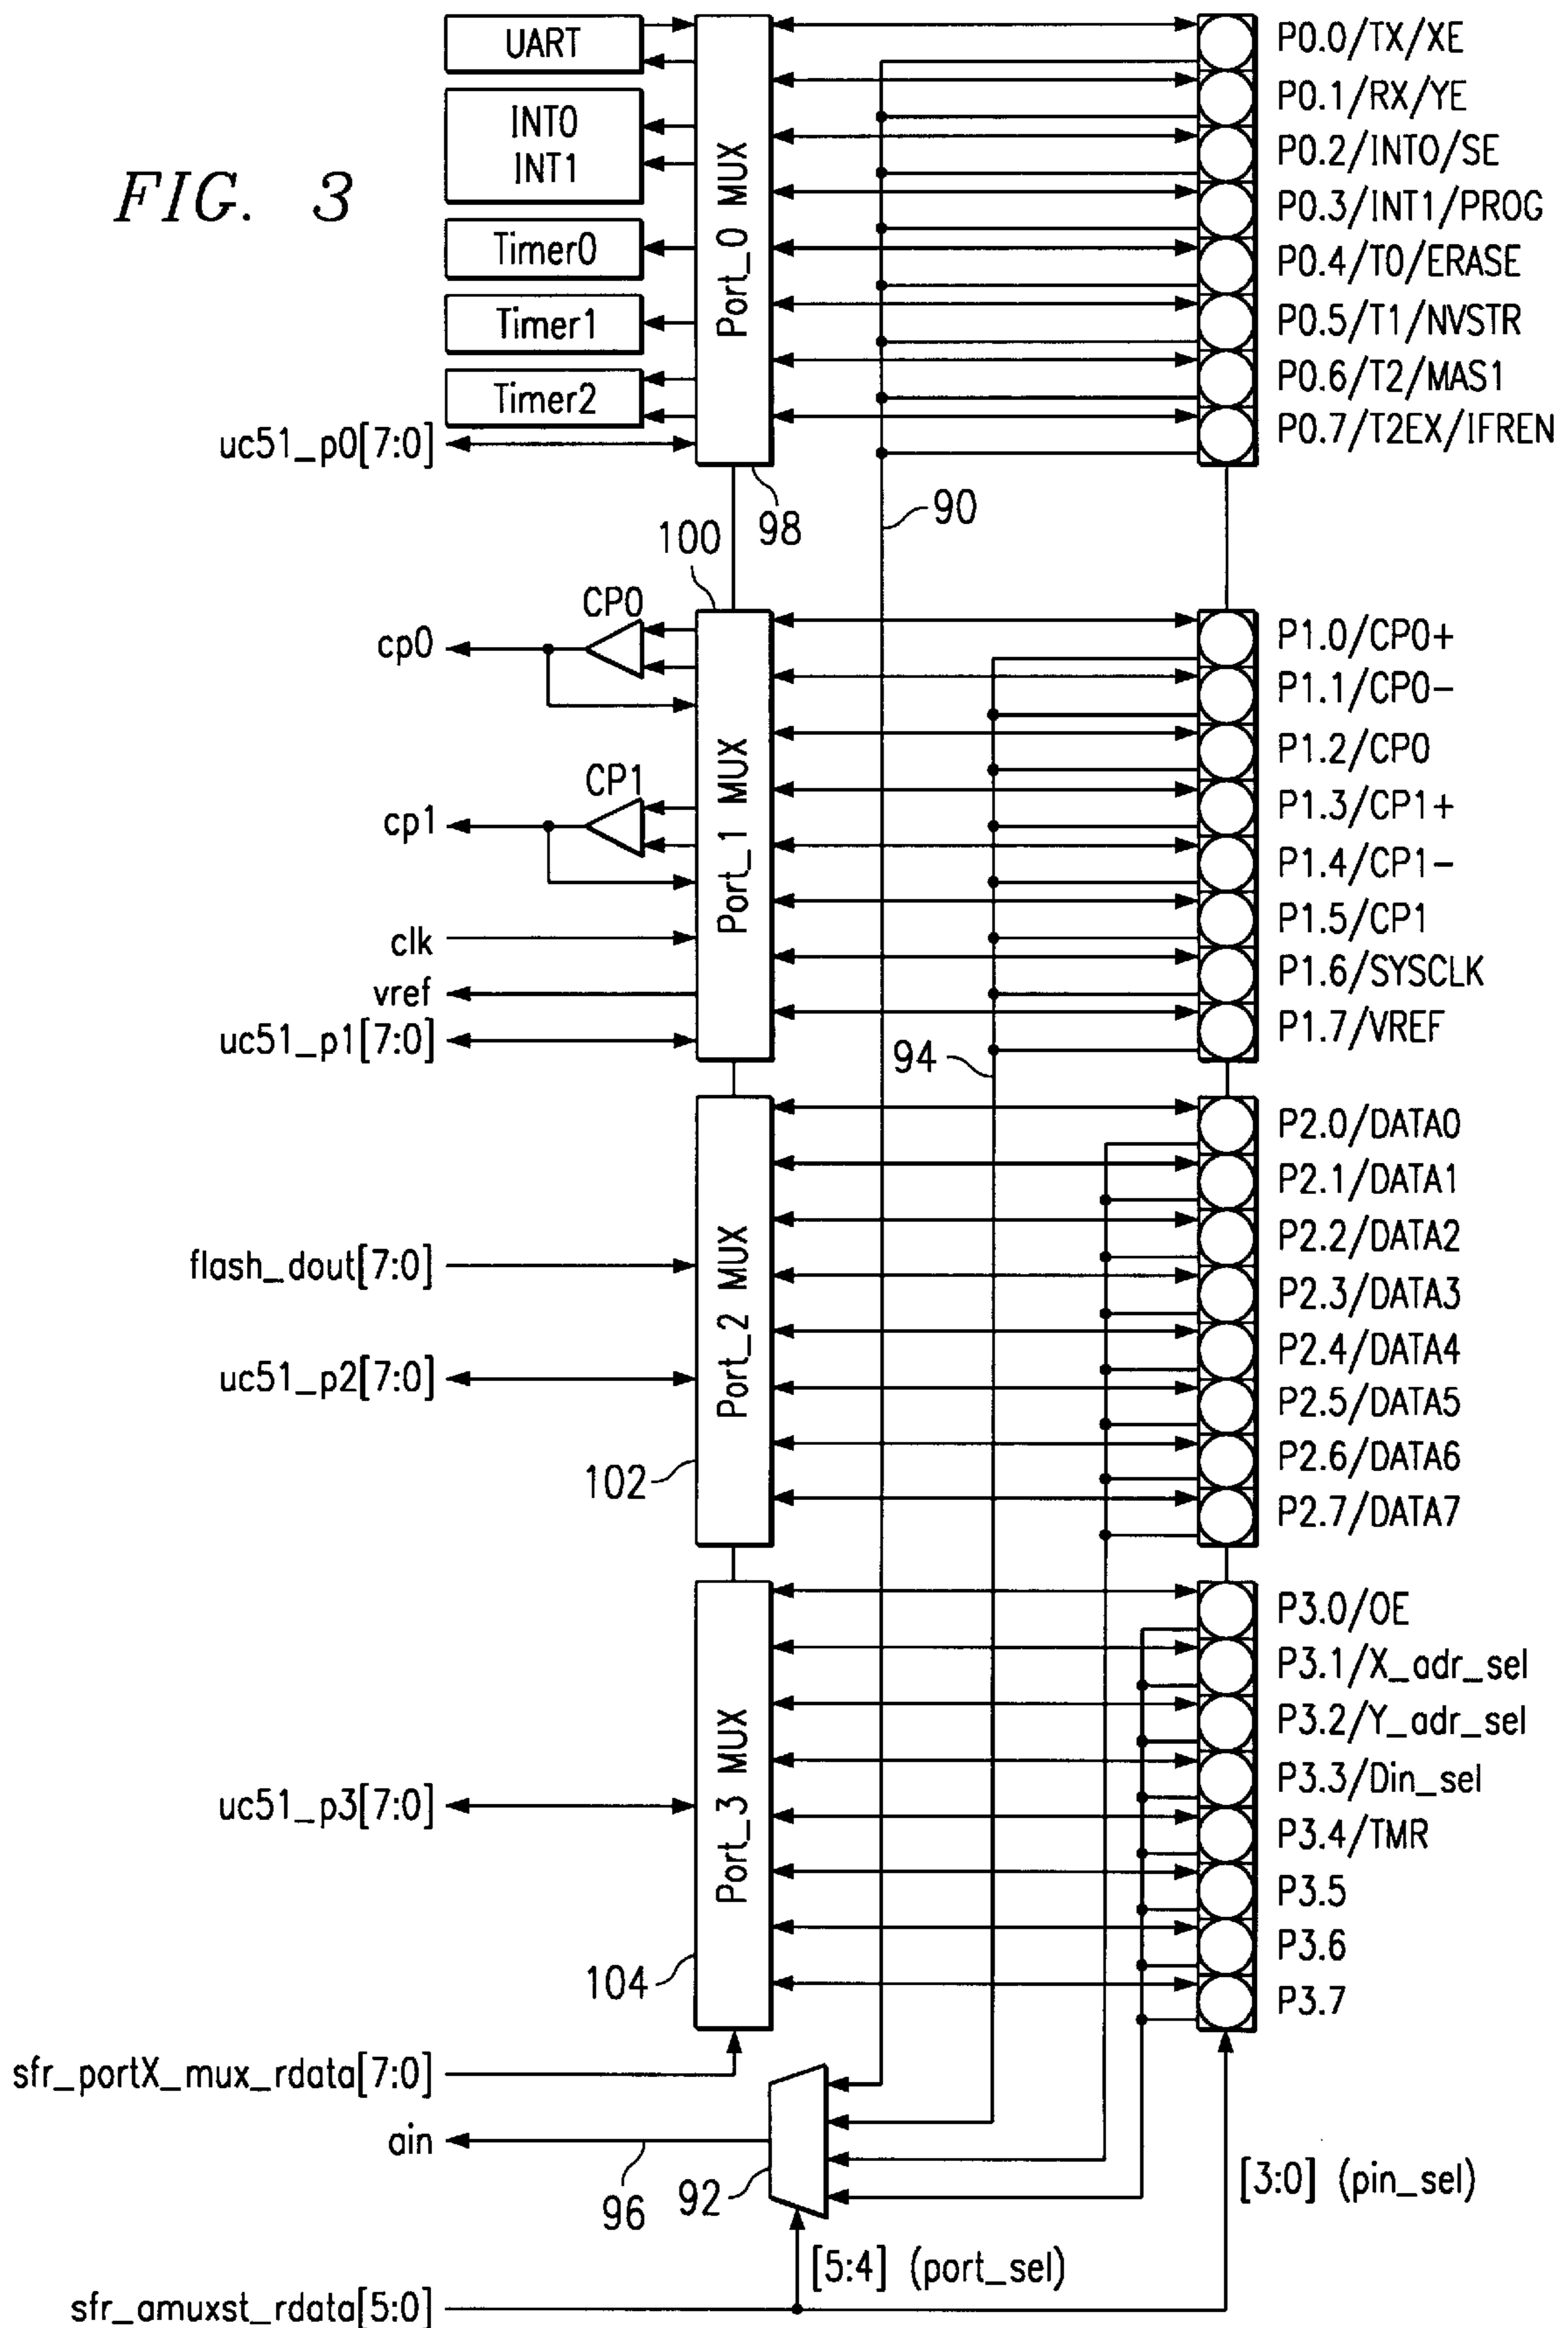 FIG. 3
UART
INT0
INT1
Timer0
Timer1
Timer2
uc51_p0[7:0]
Port_0 MUX
98
90
P0.0/TX/XE
P0.1/RX/YE
P0.2/INT0/SE
P0.3/INT1/PROG
P0.4/T0/ERASE
P0.5/T1/NVSTR
P0.6/T2/MAS1
P0.7/T2EX/IFREN
100
CP0
cp0
CP1
cp1
clk
vref
uc51_p1[7:0]
Port_1 MUX
94
P1.0/CP0+
P1.1/CP0-
P1.2/CP0
P1.3/CP1+
P1.4/CP1-
P1.5/CP1
P1.6/SYSCLK
P1.7/VREF
flash_dout[7:0]
uc51_p2[7:0]
Port_2 MUX
102
P2.0/DATA0
P2.1/DATA1
P2.2/DATA2
P2.3/DATA3
P2.4/DATA4
P2.5/DATA5
P2.6/DATA6
P2.7/DATA7
uc51_p3[7:0]
Port_3 MUX
104
P3.0/OE
P3.1/X_adr_sel
P3.2/Y_adr_sel
P3.3/Din_sel
P3.4/TMR
P3.5
P3.6
P3.7
sfr_portX_mux_rdata[7:0]
ain
96
92
[3:0] (pin_sel)
[5:4] (port_sel)
sfr_amuxst_rdata[5:0]